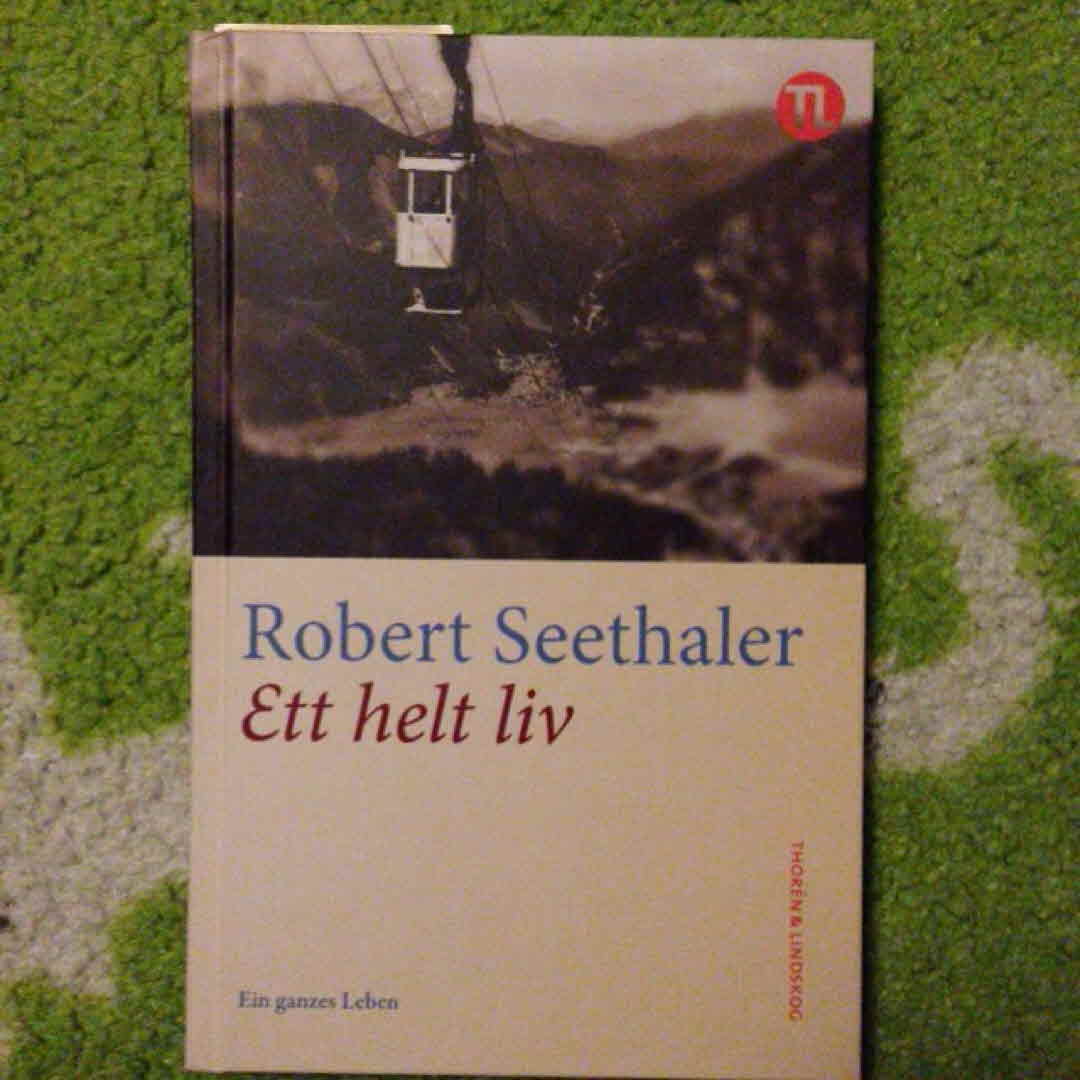 TL
Robert Seethaler
Ett helt liv
THORÉN & LINDSKOG
Ein ganzes Leben